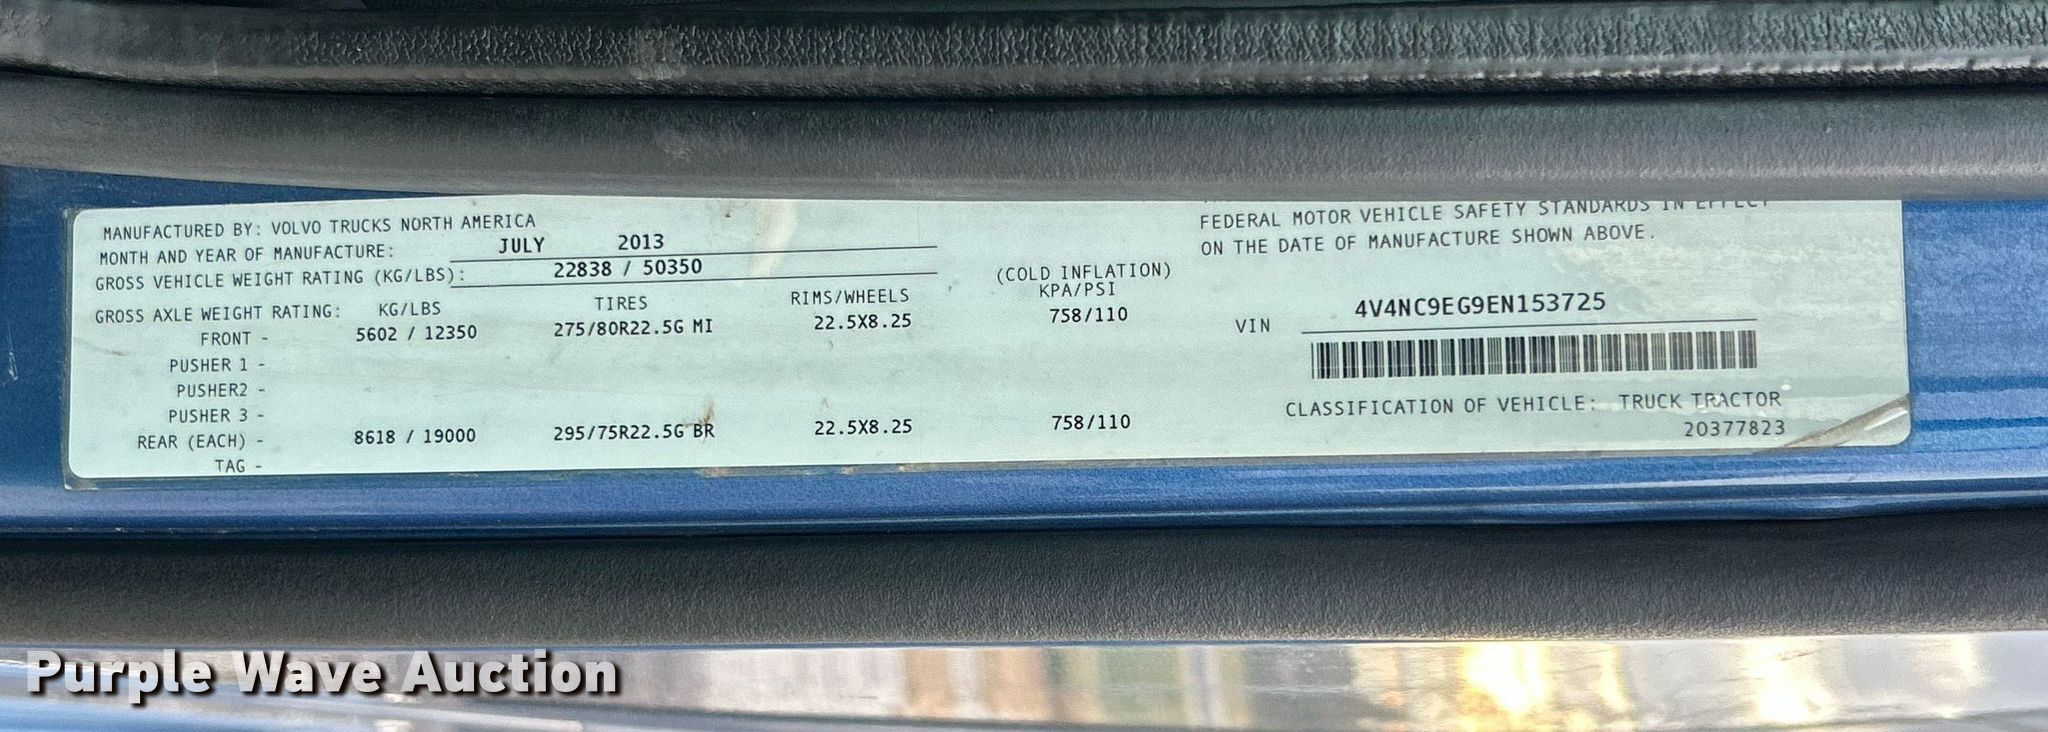 MANUFACTURED BY: VOLVO TRUCKS NORTH AMERICA
MONTH AND YEAR OF MANUFACTURE: JULY 2013
GROSS VEHICLE WEIGHT RATING (KG/LBS): 22838 / 50350
GROSS AXLE WEIGHT RATING: KG/LBS TIRES RIMS/WHEELS (COLD INFLATION) KPA/PSI
FRONT - 5602 / 12350 275/80R22.5G MI 22.5X8.25 758/110
PUSHER 1 -
PUSHER2 -
PUSHER 3 -
REAR (EACH) - 8618 / 19000 295/75R22.5G BR 22.5X8.25 758/110
TAG -
FEDERAL MOTOR VEHICLE SAFETY STANDARDS IN EFFECT
ON THE DATE OF MANUFACTURE SHOWN ABOVE.
VIN 4V4NC9EG9EN153725
CLASSIFICATION OF VEHICLE: TRUCK TRACTOR
20377823
Purple Wave Auction